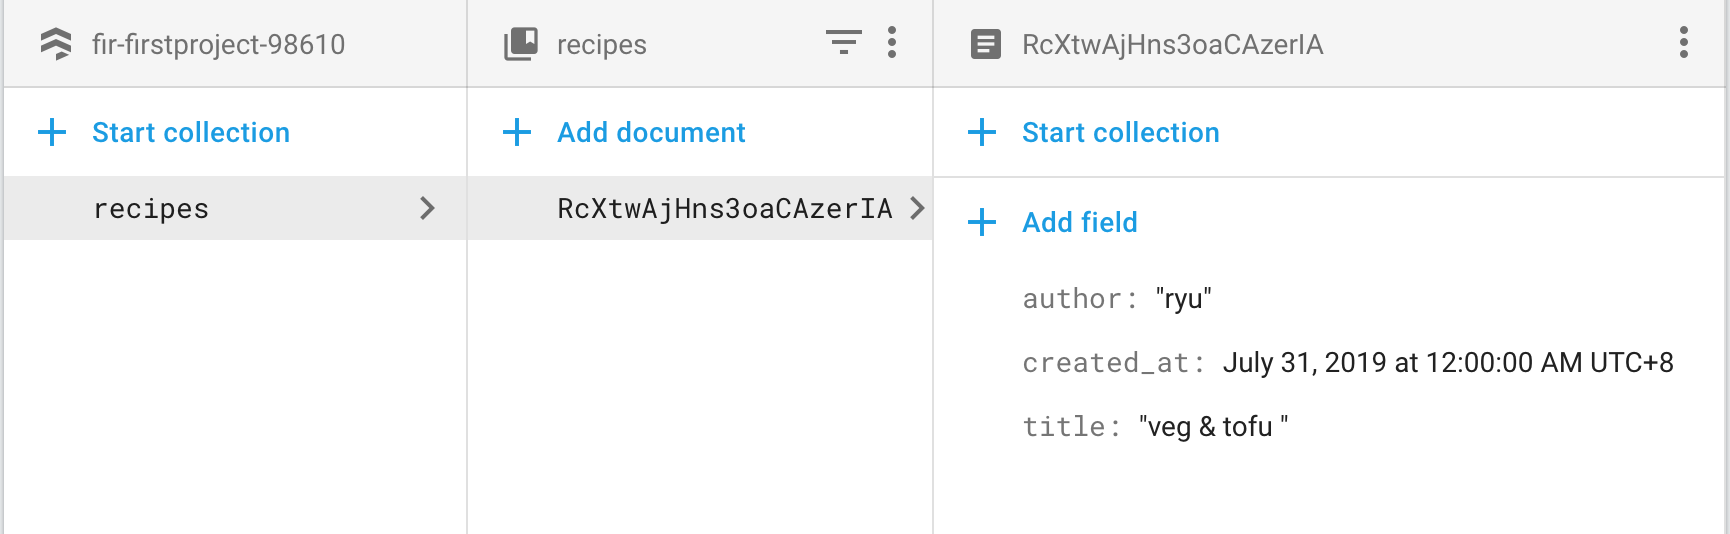 fir-firstproject-98610
recipes
RcXtwAjHns3oaCAzerIA
Start collection
Add document
Start collection
recipes
RcXtwAjHns3oaCAzerIA
Add field
author: "ryu"
created_at: July 31, 2019 at 12:00:00 AM UTC+8
title: "veg & tofu "